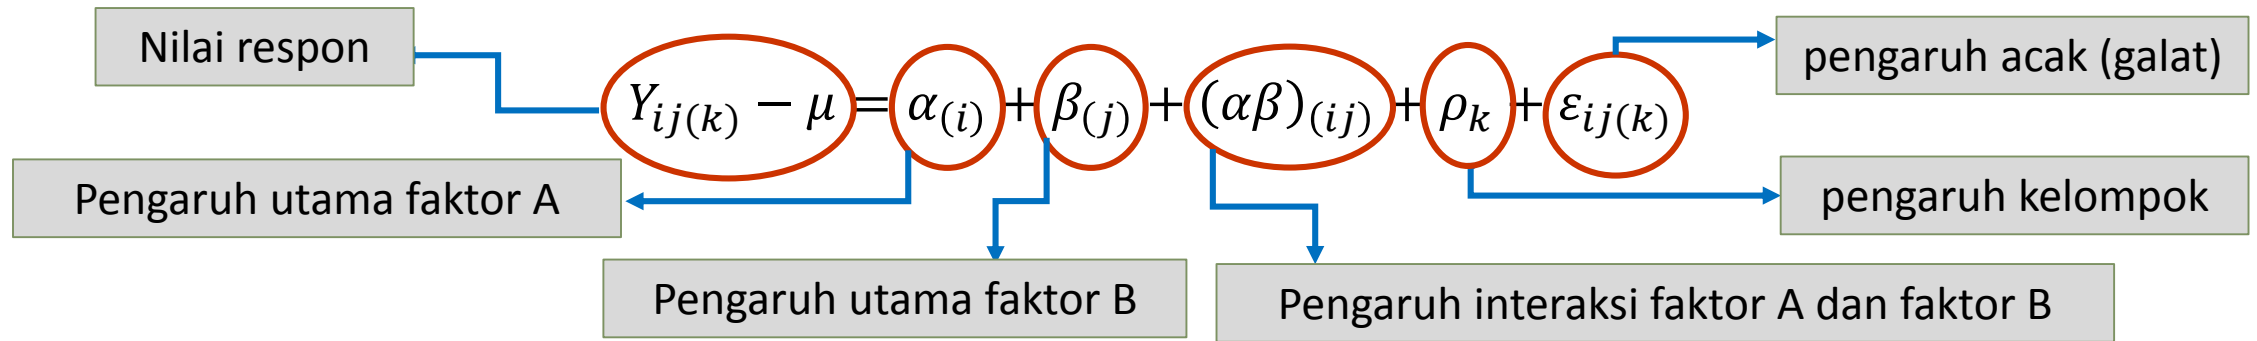 Nilai respon
pengaruh acak (galat)
Y_{ij(k)} − μ = α_{(i)} + β_{(j)} + (αβ)_{(ij)} + ρ_k + ε_{ij(k)}
Pengaruh utama faktor A
pengaruh kelompok
Pengaruh utama faktor B
Pengaruh interaksi faktor A dan faktor B